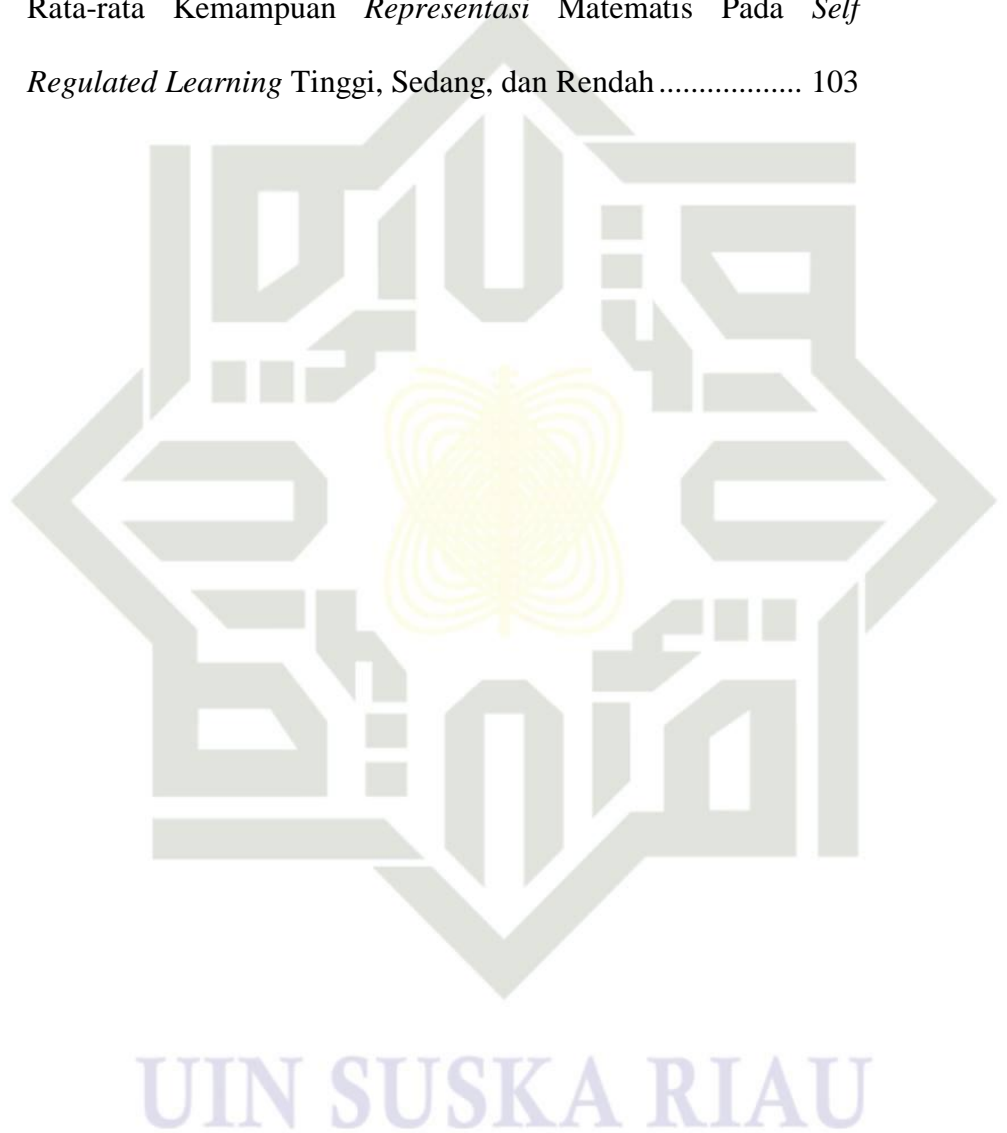 Rata-rata Kemampuan Representasi Matematis Pada Self
Regulated Learning Tinggi, Sedang, dan Rendah .................. 103
UIN SUSKA RIAU